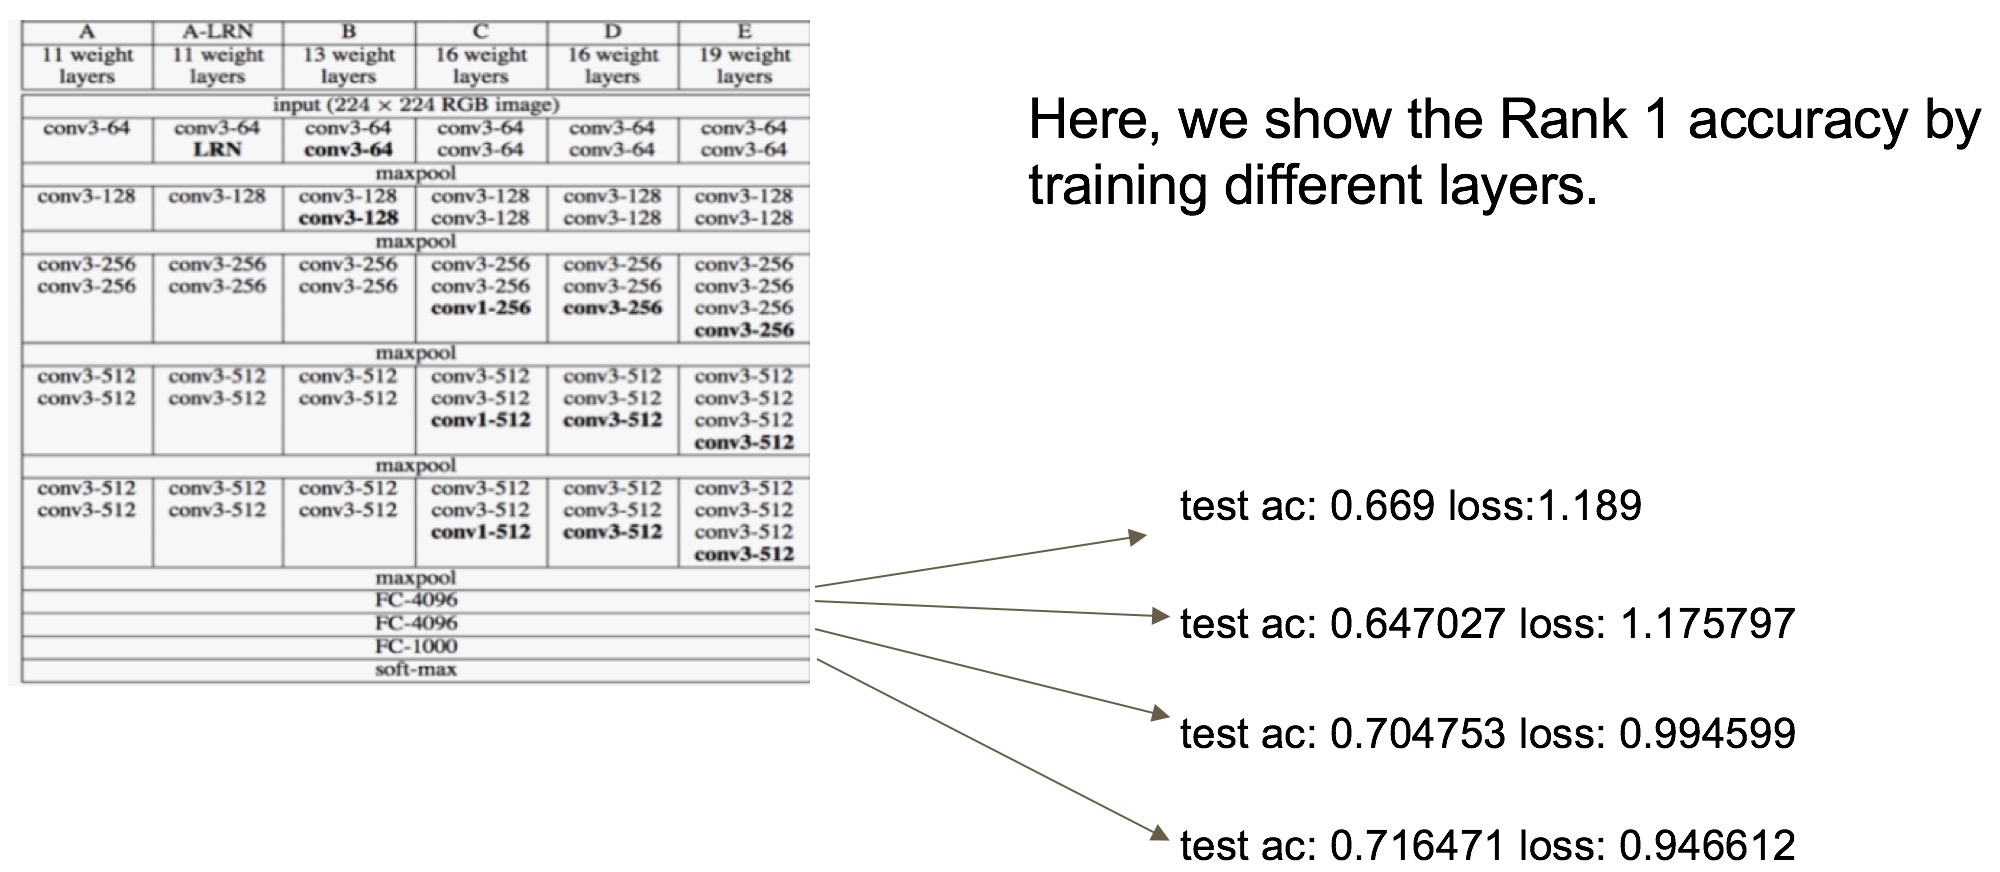 A A-LRN B C D E
11 weight layers 11 weight layers 13 weight layers 16 weight layers 16 weight layers 19 weight layers
input (224 × 224 RGB image)
conv3-64 conv3-64 conv3-64 conv3-64 conv3-64 conv3-64
LRN conv3-64 conv3-64 conv3-64 conv3-64
maxpool
conv3-128 conv3-128 conv3-128 conv3-128 conv3-128 conv3-128
conv3-128 conv3-128 conv3-128 conv3-128
maxpool
conv3-256 conv3-256 conv3-256 conv3-256 conv3-256 conv3-256
conv3-256 conv3-256 conv3-256 conv3-256 conv3-256 conv3-256
conv1-256 conv3-256 conv3-256
conv3-256
maxpool
conv3-512 conv3-512 conv3-512 conv3-512 conv3-512 conv3-512
conv3-512 conv3-512 conv3-512 conv3-512 conv3-512 conv3-512
conv1-512 conv3-512 conv3-512
conv3-512
maxpool
conv3-512 conv3-512 conv3-512 conv3-512 conv3-512 conv3-512
conv3-512 conv3-512 conv3-512 conv3-512 conv3-512 conv3-512
conv1-512 conv3-512 conv3-512
conv3-512
maxpool
FC-4096
FC-4096
FC-1000
soft-max
Here, we show the Rank 1 accuracy by
training different layers.
test ac: 0.669 loss:1.189
test ac: 0.647027 loss: 1.175797
test ac: 0.704753 loss: 0.994599
test ac: 0.716471 loss: 0.946612